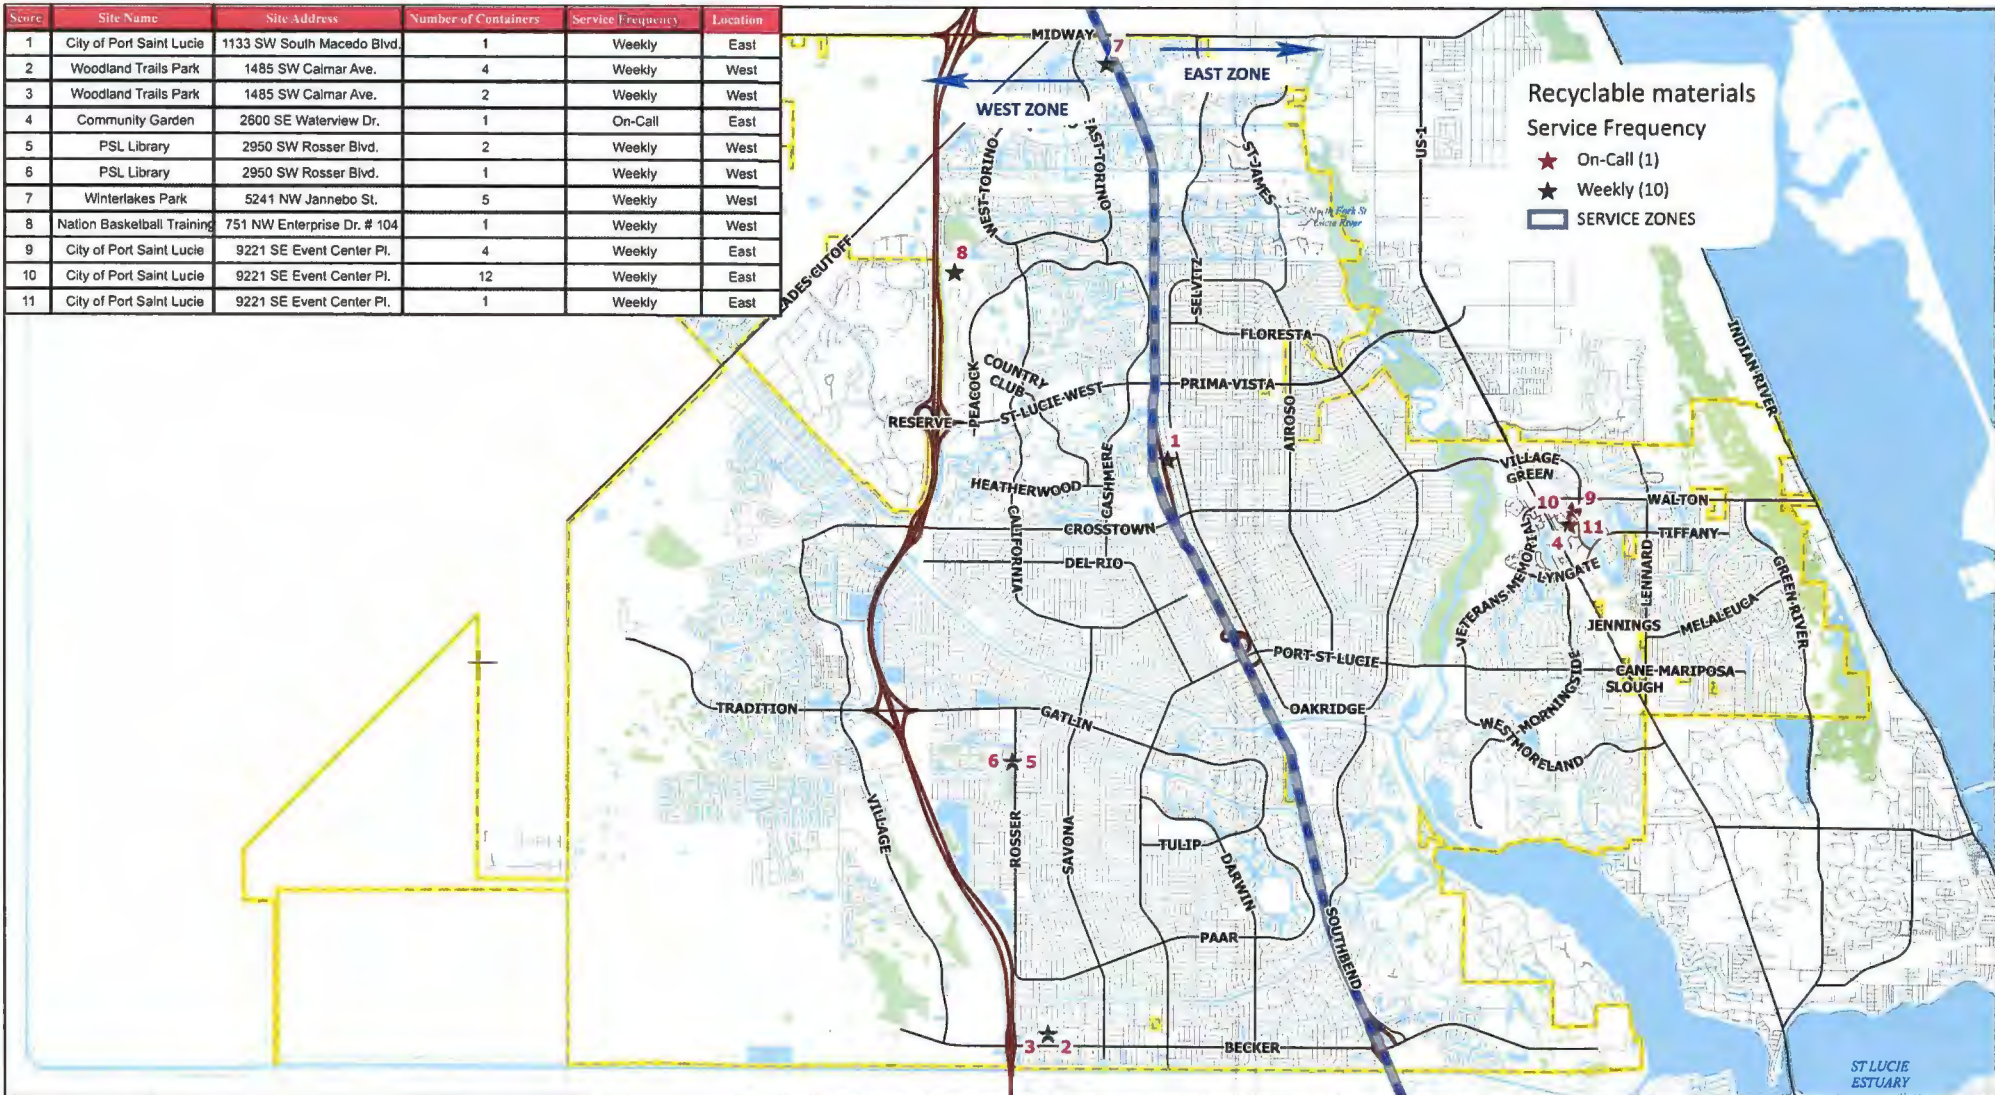 Score Site Name Site Address Number of Containers Service Frequency Location
1 City of Port Saint Lucie 1133 SW South Macedo Blvd. 1 Weekly East
2 Woodland Trails Park 1485 SW Calmar Ave. 4 Weekly West
3 Woodland Trails Park 1485 SW Calmar Ave. 2 Weekly West
4 Community Garden 2600 SE Waterview Dr. 1 On-Call East
5 PSL Library 2950 SW Rosser Blvd. 2 Weekly West
6 PSL Library 2950 SW Rosser Blvd. 1 Weekly West
7 Winterlakes Park 5241 NW Jannebo St. 5 Weekly West
8 Nation Basketball Training 751 NW Enterprise Dr. # 104 1 Weekly West
9 City of Port Saint Lucie 9221 SE Event Center Pl. 4 Weekly East
10 City of Port Saint Lucie 9221 SE Event Center Pl. 12 Weekly East
11 City of Port Saint Lucie 9221 SE Event Center Pl. 1 Weekly East
MIDWAY
7
EAST ZONE
WEST ZONE
Recyclable materials
Service Frequency
On-Call (1)
Weekly (10)
SERVICE ZONES
US-1
WEST-TORINO
EAST-TORINO
ST-JAMES
North Fork St
Lucie River
8
LADES-CUTOFF
SELVITZ
FLORESTA
INDIAN-RIVER
PEACOCK
COUNTRY
CLUB
ST-LUCIE-WEST
PRIMA-VISTA
RESERVE
AIROSO
1
CASHMERE
HEATHERWOOD
CALIFORNIA
CROSSTOWN
DEL-RIO
VILLAGE
GREEN
10
9
WALTON
11
TIFFANY
4
LYNGATE
VETERANS-MEMORIAL
LENNARD
GREEN-RIVER
JENNINGS
MELALEUCA
PORT-ST-LUCIE
CANE-MARIPOSA
SLOUGH
MORNINGSIDE
WESTMORELAND
OAKRIDGE
TRADITION
GATLIN
6
5
VILLAGE
ROSSER
SAVONA
TULIP
DARWIN
PAAR
SOUTHBEND
3
2
BECKER
ST LUCIE
ESTUARY